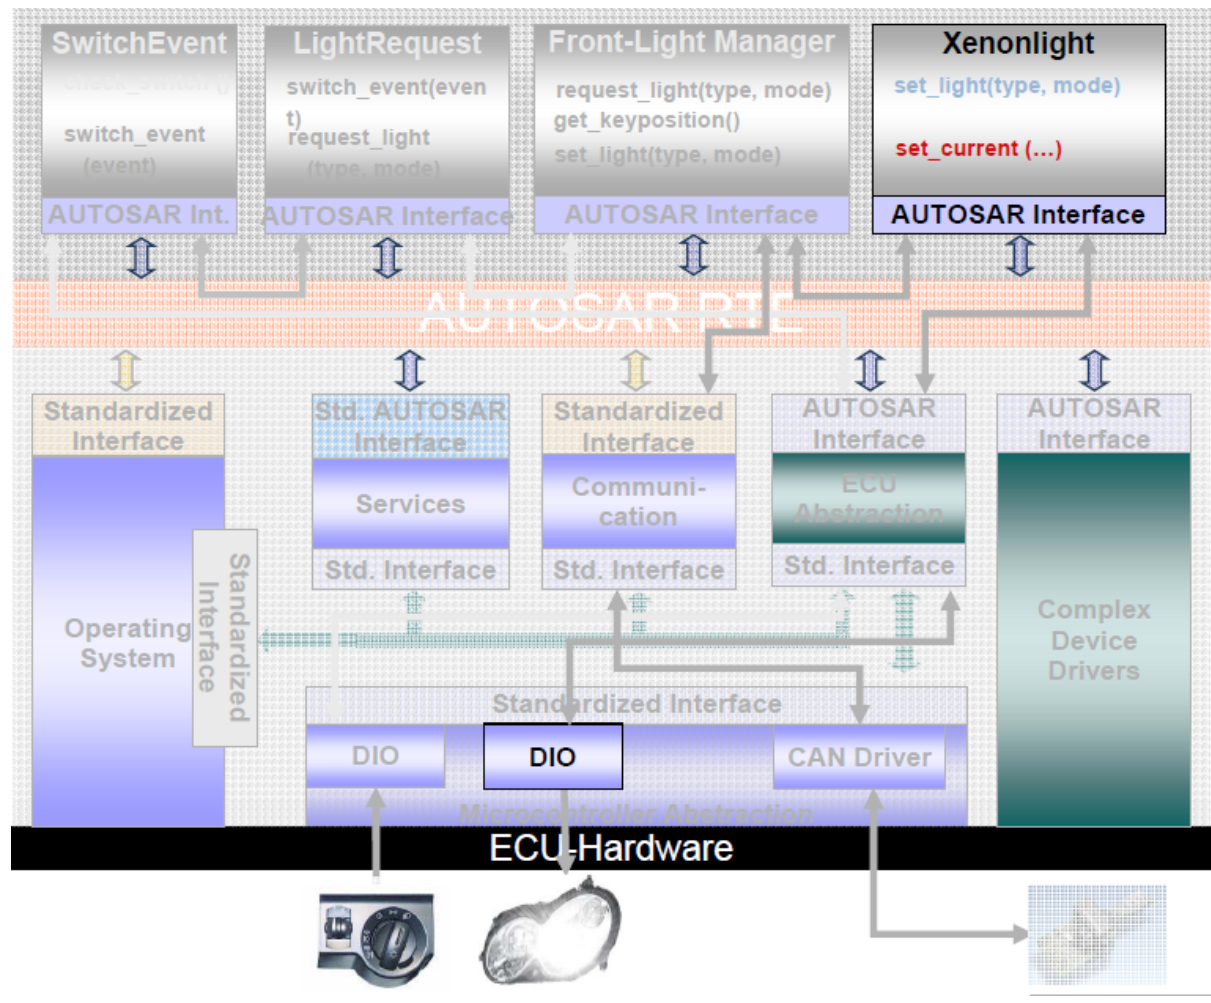 SwitchEvent
check_switch ()
switch_event
(event)
AUTOSAR Int.
LightRequest
switch_event(even
t)
request_light
(type, mode)
AUTOSAR Interface
Front-Light Manager
request_light(type, mode)
get_keyposition()
set_light(type, mode)
AUTOSAR Interface
Xenonlight
set_light(type, mode)
set_current (…)
AUTOSAR Interface
AUTOSAR RTE
Standardized
Interface
Operating
System
Standardized
Interface
Std. AUTOSAR
Interface
Services
Std. Interface
Standardized
Interface
Communi-
cation
Std. Interface
AUTOSAR
Interface
ECU
Abstraction
Std. Interface
AUTOSAR
Interface
Complex
Device
Drivers
Standardized Interface
DIO
DIO
CAN Driver
Microcontroller Abstraction
ECU-Hardware